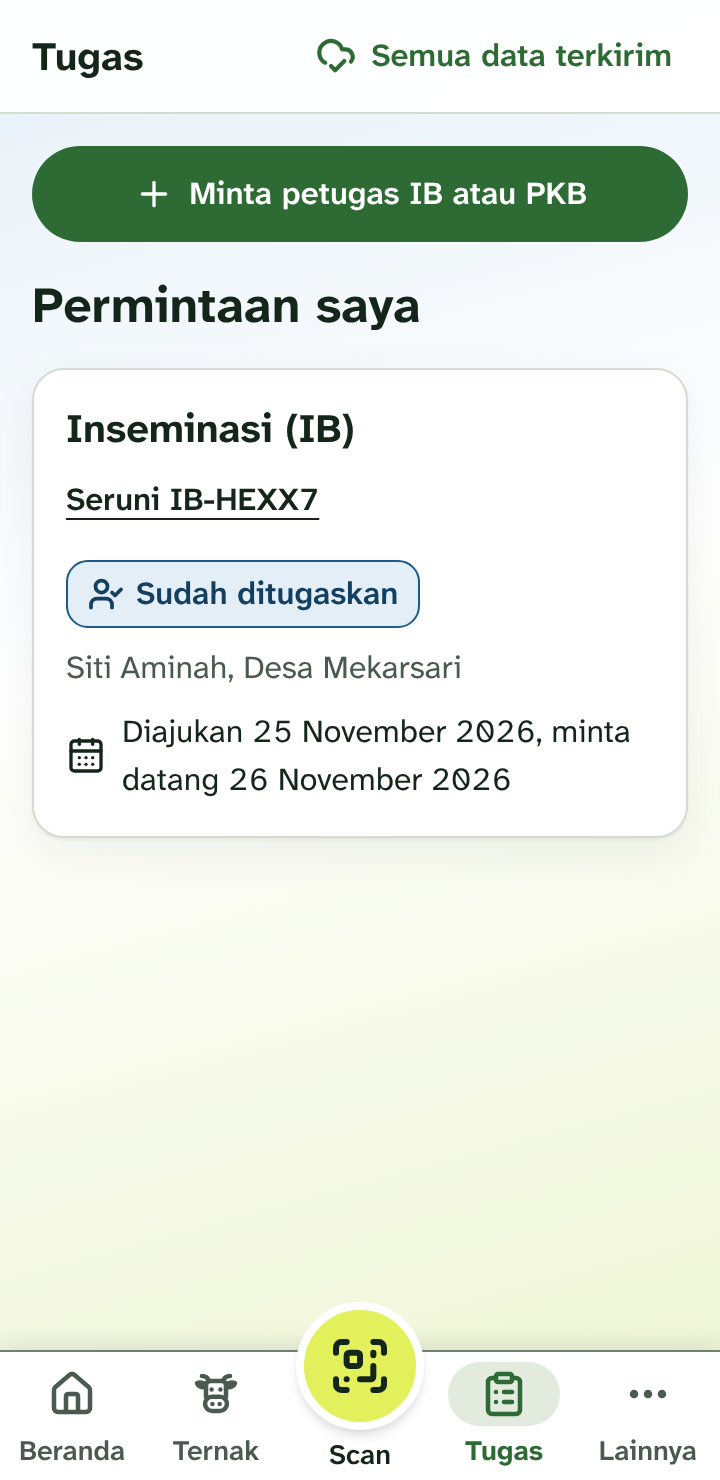 Tugas
Semua data terkirim
Minta petugas IB atau PKB
Permintaan saya
Inseminasi (IB)
Seruni IB-HEXX7
Sudah ditugaskan
Siti Aminah, Desa Mekarsari
Diajukan 25 November 2026, minta
datang 26 November 2026
Beranda
Ternak
Scan
Tugas
Lainnya